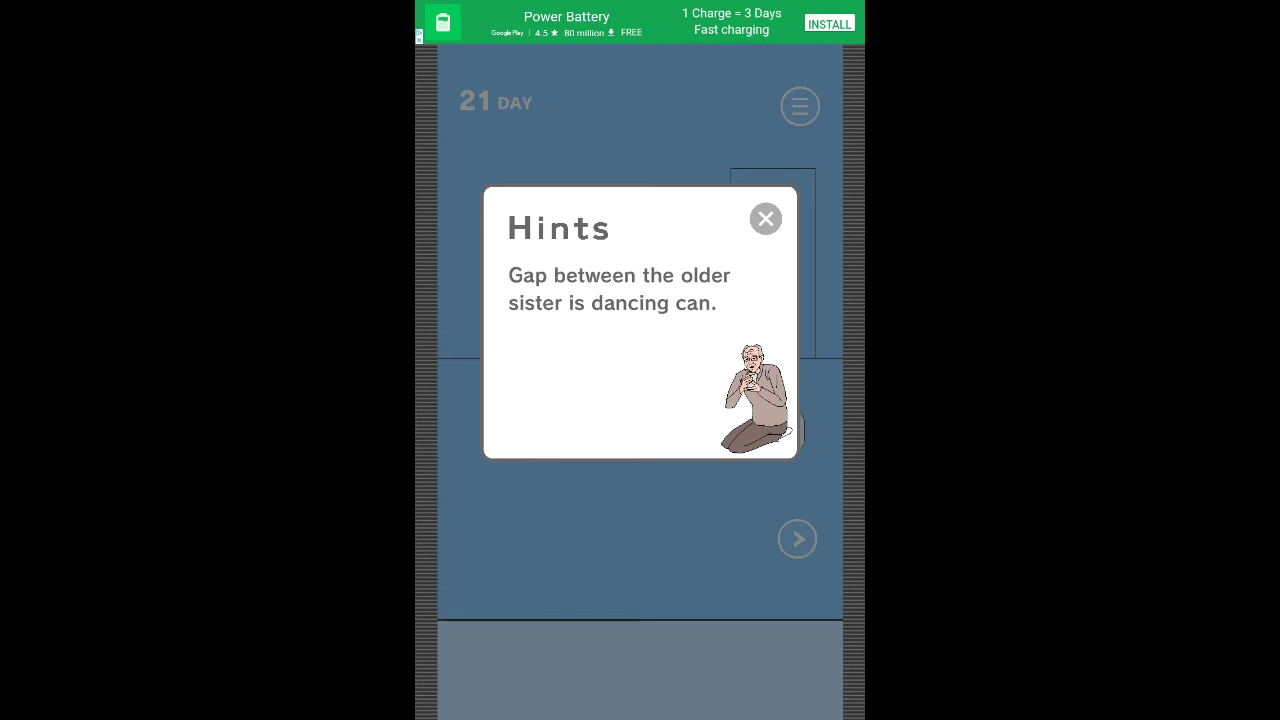 Power Battery
Google Play | 4.5 ★ 80 million FREE
1 Charge = 3 Days
Fast charging
INSTALL
21 DAY
Hints
Gap between the older
sister is dancing can.